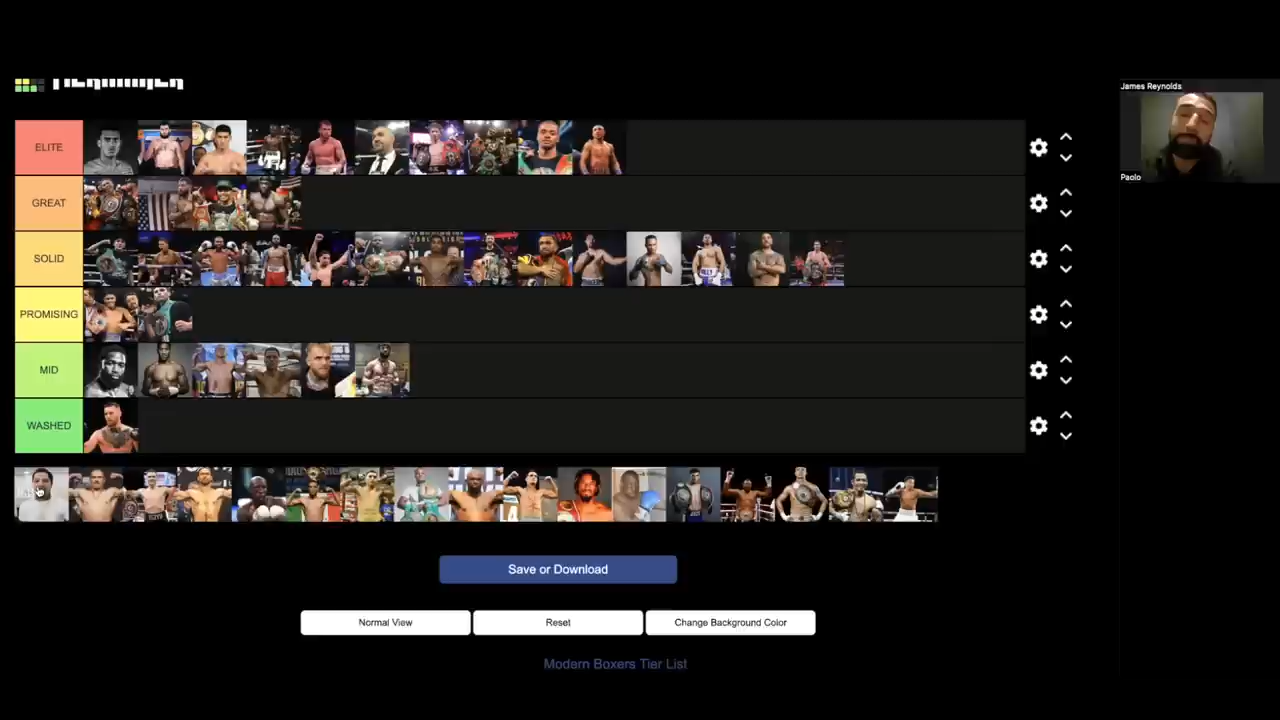 James Reynolds
ELITE
Paolo
GREAT
SOLID
PROMISING
MID
WASHED
Save or Download
Normal View
Reset
Change Background Color
Modern Boxers Tier List